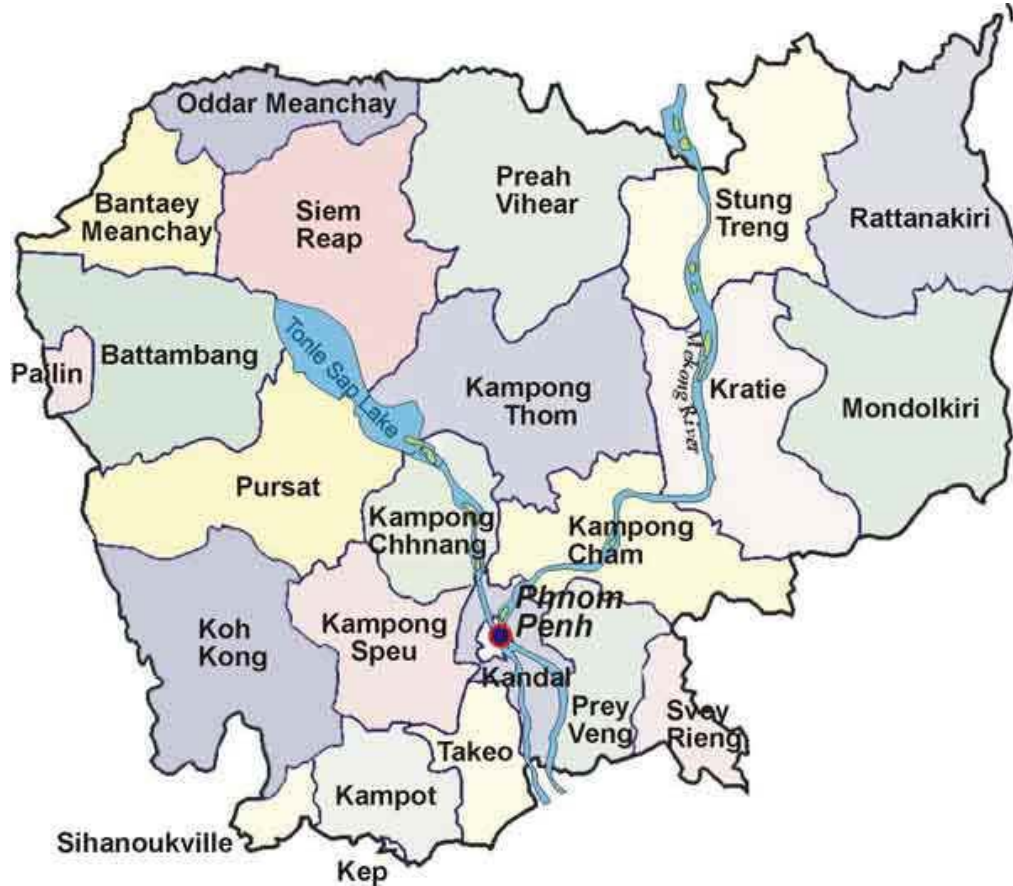 Oddar Meanchay
Bantaey
Meanchay
Siem
Reap
Preah
Vihear
Stung
Treng
Rattanakiri
Battambang
Pailin
Tonle Sap Lake
Kampong
Thom
Mekong River
Kratie
Mondolkiri
Pursat
Kampong
Chhnang
Kampong
Cham
Koh
Kong
Kampong
Speu
Phnom
Penh
Kandal
Prey
Veng
Svey
Rieng
Takeo
Kampot
Sihanoukville
Kep